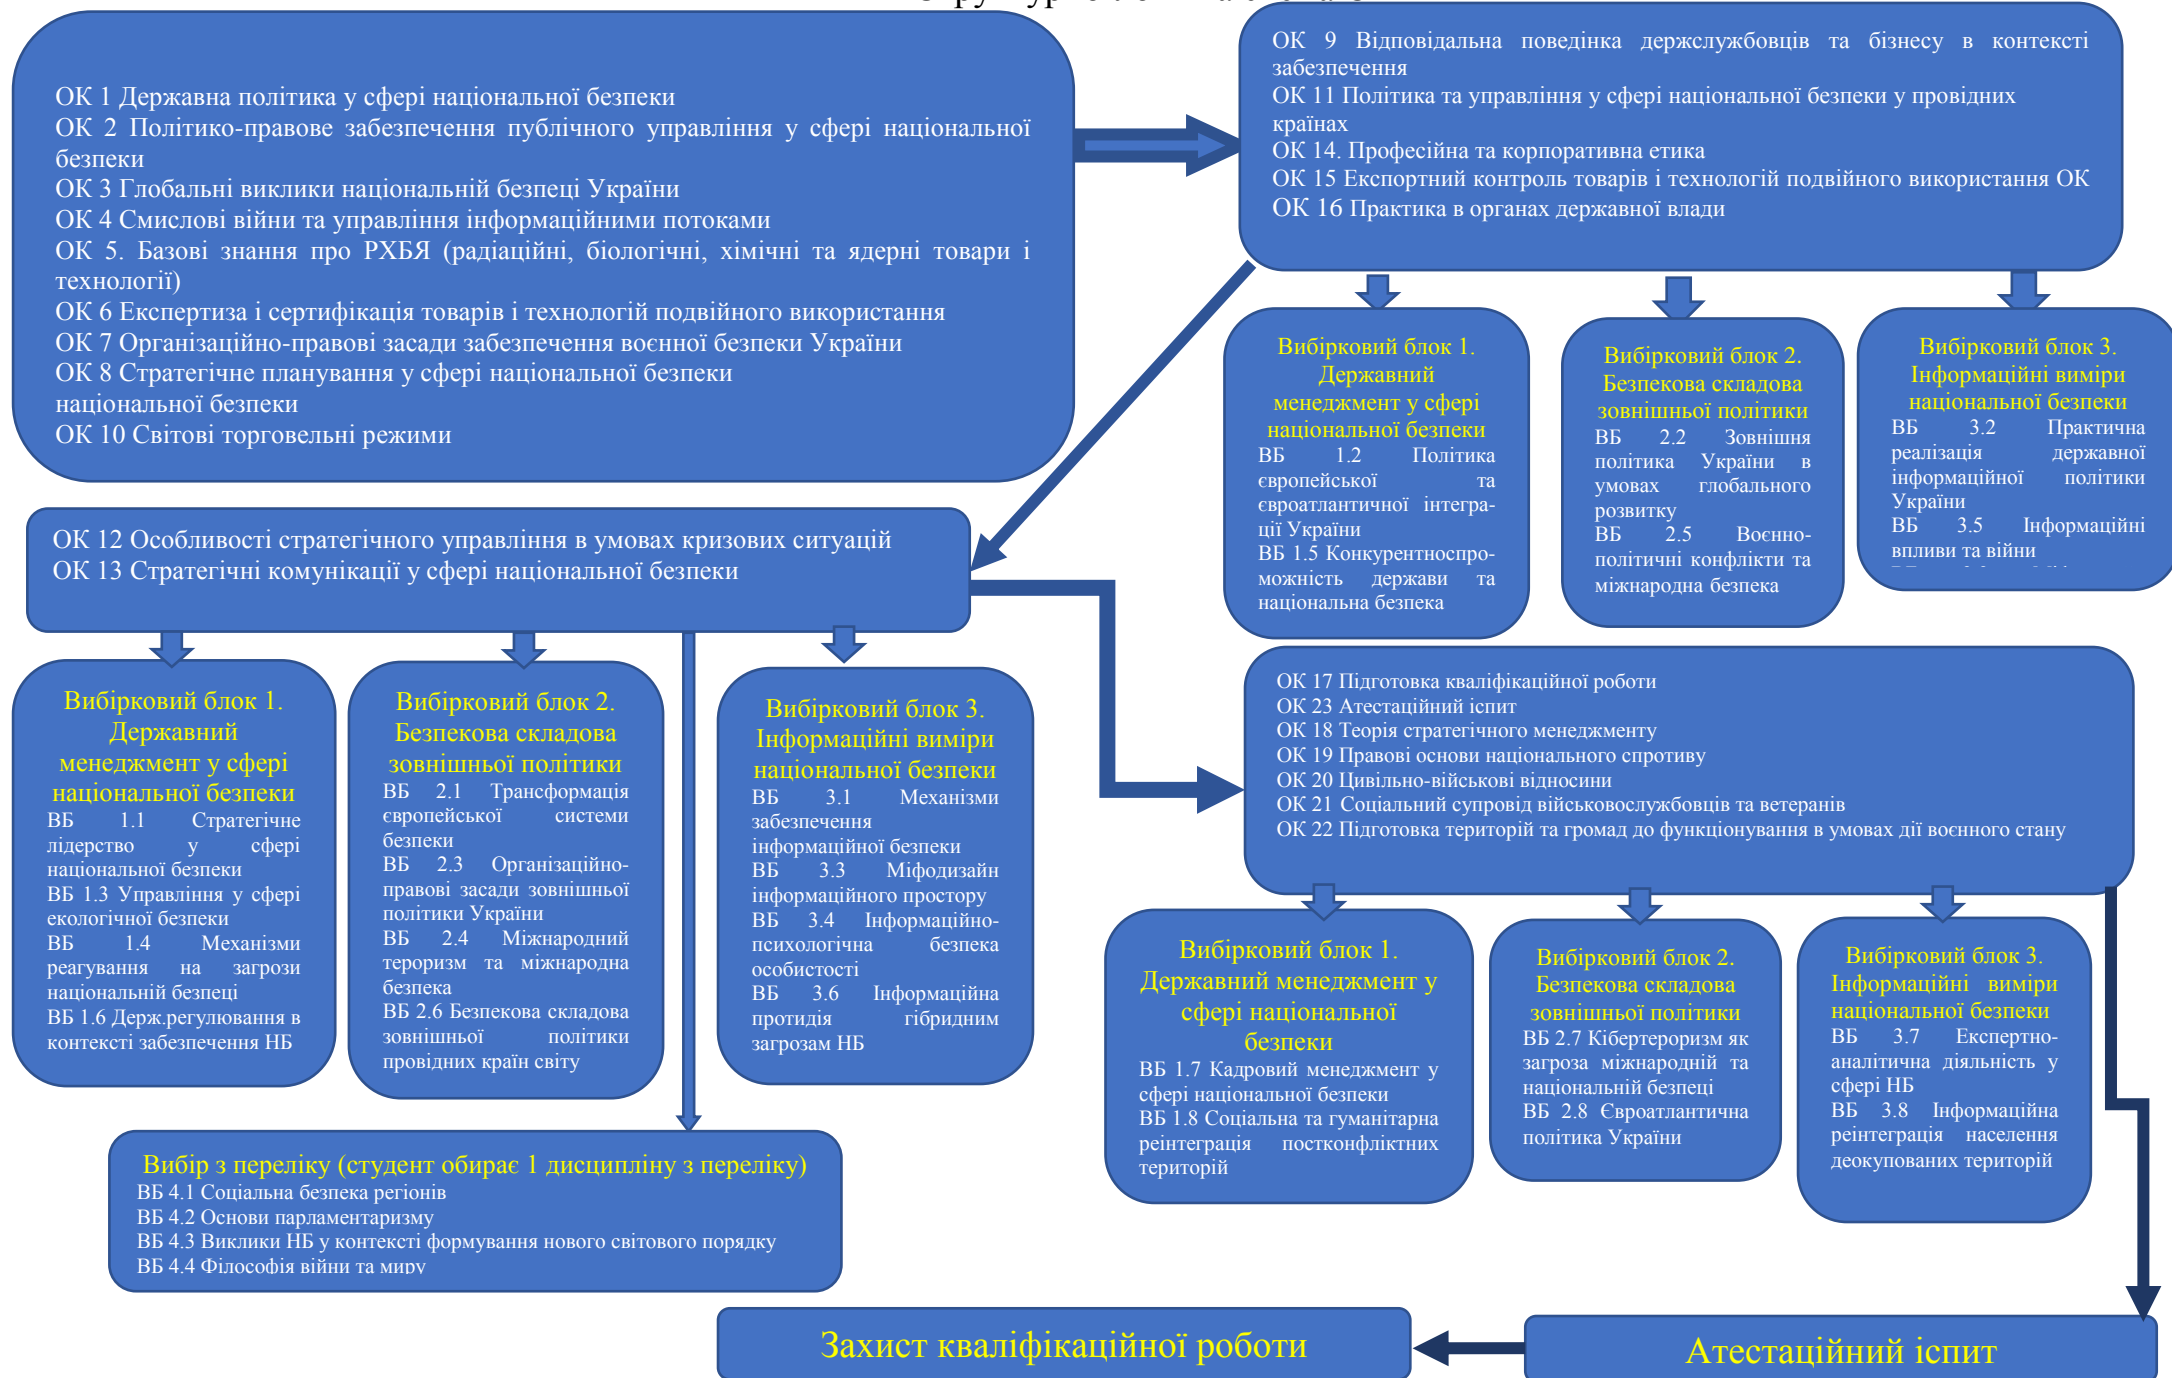 ОК 1 Державна політика у сфері національної безпеки
ОК 2 Політико-правове забезпечення публічного управління у сфері національної
безпеки
ОК 3 Глобальні виклики національній безпеці України
ОК 4 Смислові війни та управління інформаційними потоками
ОК 5. Базові знання про РХБЯ (радіаційні, біологічні, хімічні та ядерні товари і
технології)
ОК 6 Експертиза і сертифікація товарів і технологій подвійного використання
ОК 7 Організаційно-правові засади забезпечення воєнної безпеки України
ОК 8 Стратегічне планування у сфері національної безпеки
національної безпеки
ОК 10 Світові торговельні режими
ОК 9 Відповідальна поведінка держслужбовців та бізнесу в контексті
забезпечення
ОК 11 Політика та управління у сфері національної безпеки у провідних
країнах
ОК 14. Професійна та корпоративна етика
ОК 15 Експортний контроль товарів і технологій подвійного використання ОК
ОК 16 Практика в органах державної влади
Вибірковий блок 1.
Державний
менеджмент у сфері
національної безпеки
ВБ 1.2 Політика
європейської та
євроатлантичної інтегра-
ції України
ВБ 1.5 Конкурентноспро-
можність держави та
національна безпека
Вибірковий блок 2.
Безпекова складова
зовнішньої політики
ВБ 2.2 Зовнішня
політика України в
умовах глобального
розвитку
ВБ 2.5 Воєнно-
політичні конфлікти та
міжнародна безпека
Вибірковий блок 3.
Інформаційні виміри
національної безпеки
ВБ 3.2 Практична
реалізація державної
інформаційної політики
України
ВБ 3.5 Інформаційні
впливи та війни
ОК 12 Особливості стратегічного управління в умовах кризових ситуацій
ОК 13 Стратегічні комунікації у сфері національної безпеки
Вибірковий блок 1.
Державний
менеджмент у сфері
національної безпеки
ВБ 1.1 Стратегічне
лідерство у сфері
національної безпеки
ВБ 1.3 Управління у сфері
екологічної безпеки
ВБ 1.4 Механізми
реагування на загрози
національній безпеці
ВБ 1.6 Держ.регулювання в
контексті забезпечення НБ
Вибірковий блок 2.
Безпекова складова
зовнішньої політики
ВБ 2.1 Трансформація
європейської системи
безпеки
ВБ 2.3 Організаційно-
правові засади зовнішньої
політики України
ВБ 2.4 Міжнародний
тероризм та міжнародна
безпека
ВБ 2.6 Безпекова складова
зовнішньої політики
провідних країн світу
Вибірковий блок 3.
Інформаційні виміри
національної безпеки
ВБ 3.1 Механізми
забезпечення
інформаційної безпеки
ВБ 3.3 Міфодизайн
інформаційного простору
ВБ 3.4 Інформаційно-
психологічна безпека
особистості
ВБ 3.6 Інформаційна
протидія гібридним
загрозам НБ
ОК 17 Підготовка кваліфікаційної роботи
ОК 23 Атестаційний іспит
ОК 18 Теорія стратегічного менеджменту
ОК 19 Правові основи національного спротиву
ОК 20 Цивільно-військові відносини
ОК 21 Соціальний супровід військовослужбовців та ветеранів
ОК 22 Підготовка територій та громад до функціонування в умовах дії воєнного стану
Вибірковий блок 1.
Державний менеджмент у
сфері національної
безпеки
ВБ 1.7 Кадровий менеджмент у
сфері національної безпеки
ВБ 1.8 Соціальна та гуманітарна
реінтеграція постконфліктних
територій
Вибірковий блок 2.
Безпекова складова
зовнішньої політики
ВБ 2.7 Кібертероризм як
загроза міжнародній та
національній безпеці
ВБ 2.8 Євроатлантична
політика України
Вибірковий блок 3.
Інформаційні виміри
національної безпеки
ВБ 3.7 Експертно-
аналітична діяльність у
сфері НБ
ВБ 3.8 Інформаційна
реінтеграція населення
деокупованих територій
Вибір з переліку (студент обирає 1 дисципліну з переліку)
ВБ 4.1 Соціальна безпека регіонів
ВБ 4.2 Основи парламентаризму
ВБ 4.3 Виклики НБ у контексті формування нового світового порядку
ВБ 4.4 Філософія війни та миру
Захист кваліфікаційної роботи
Атестаційний іспит